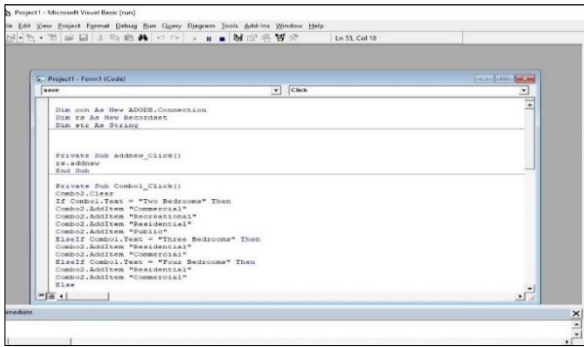 Project1 - Microsoft Visual Basic [run]
File Edit View Project Format Debug Run Query Diagram Tools Add-Ins Window Help
Ln 55, Col 18
Project1 - Form1 (Code)
save Click
Dim con As New ADODB.Connection
Dim rs As New Recordset
Dim str As String
Private Sub addnew_Click()
rs.addnew
End Sub
Private Sub Combo1_Click()
Combo2.Clear
If Combo1.Text = "Two Bedrooms" Then
Combo2.AddItem "Commercial"
Combo2.AddItem "Recreational"
Combo2.AddItem "Residential"
Combo2.AddItem "Public"
ElseIf Combo1.Text = "Three Bedrooms" Then
Combo2.AddItem "Residential"
Combo2.AddItem "Commercial"
ElseIf Combo1.Text = "Four Bedrooms" Then
Combo2.AddItem "Residential"
Combo2.AddItem "Commercial"
Else
mmediate